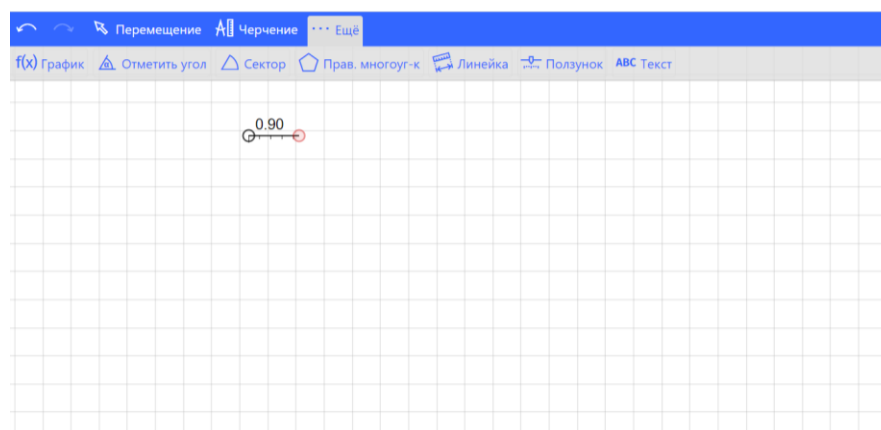 Перемещение Черчение ··· Ещё
f(x) График Отметить угол Сектор Прав. многоуг-к Линейка Ползунок ABC Текст
0.90